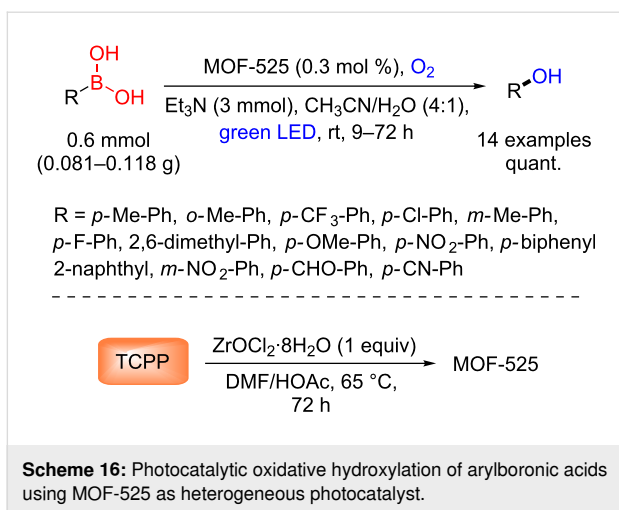 OH
B
R
OH
MOF-525 (0.3 mol %), O₂
Et₃N (3 mmol), CH₃CN/H₂O (4:1),
green LED, rt, 9–72 h
R
OH
0.6 mmol
(0.081–0.118 g)
14 examples
quant.
R = p-Me-Ph, o-Me-Ph, p-CF₃-Ph, p-Cl-Ph, m-Me-Ph,
p-F-Ph, 2,6-dimethyl-Ph, p-OMe-Ph, p-NO₂-Ph, p-biphenyl
2-naphthyl, m-NO₂-Ph, p-CHO-Ph, p-CN-Ph
TCPP
ZrOCl₂·8H₂O (1 equiv)
DMF/HOAc, 65 °C,
72 h
MOF-525
Scheme 16: Photocatalytic oxidative hydroxylation of arylboronic acids
using MOF-525 as heterogeneous photocatalyst.